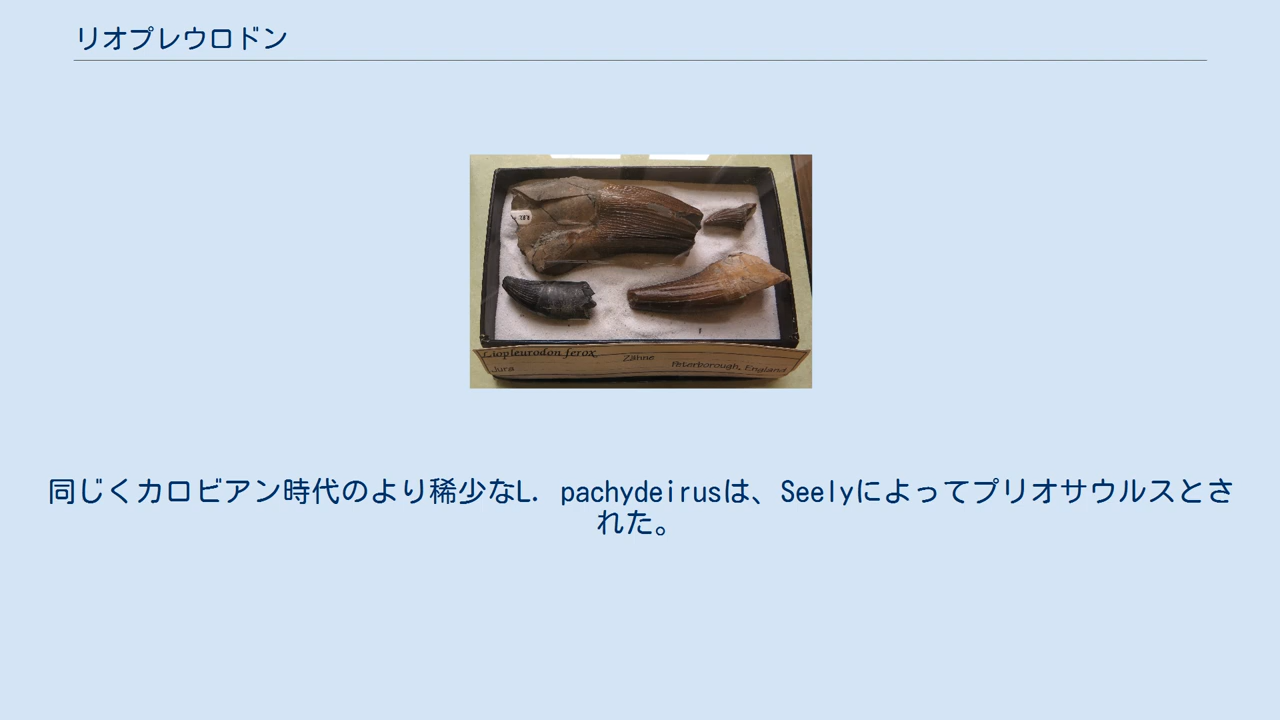 リオプレウロドン
Liopleurodon ferox
Zähne
Jura
Peterborough, England
同じくカロビアン時代のより稀少なL. pachydeirusは、Seelyによってプリオサウルスとさ
れた。